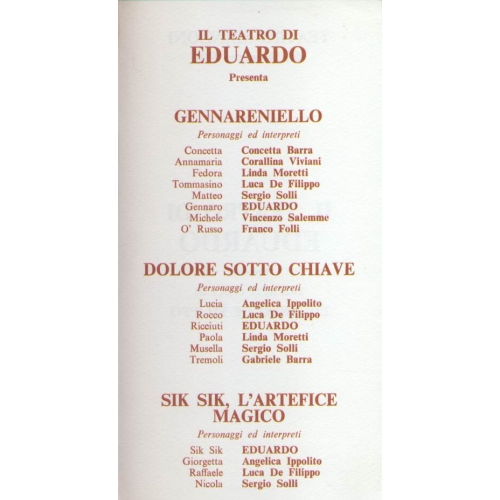 IL TEATRO DI
EDUARDO
Presenta
GENNARENIELLO
Personaggi ed interpreti
Concetta Concetta Barra
Annamaria Corallina Viviani
Fedora Linda Moretti
Tommasino Luca De Filippo
Matteo Sergio Solli
Gennaro EDUARDO
Michele Vincenzo Salemme
O' Russo Franco Folli
DOLORE SOTTO CHIAVE
Personaggi ed interpreti
Lucia Angelica Ippolito
Rocco Luca De Filippo
Ricciuti EDUARDO
Paola Linda Moretti
Musella Sergio Solli
Tremoli Gabriele Barra
SIK SIK, L'ARTEFICE
MAGICO
Personaggi ed interpreti
Sik Sik EDUARDO
Giorgetta Angelica Ippolito
Raffaele Luca De Filippo
Nicola Sergio Solli